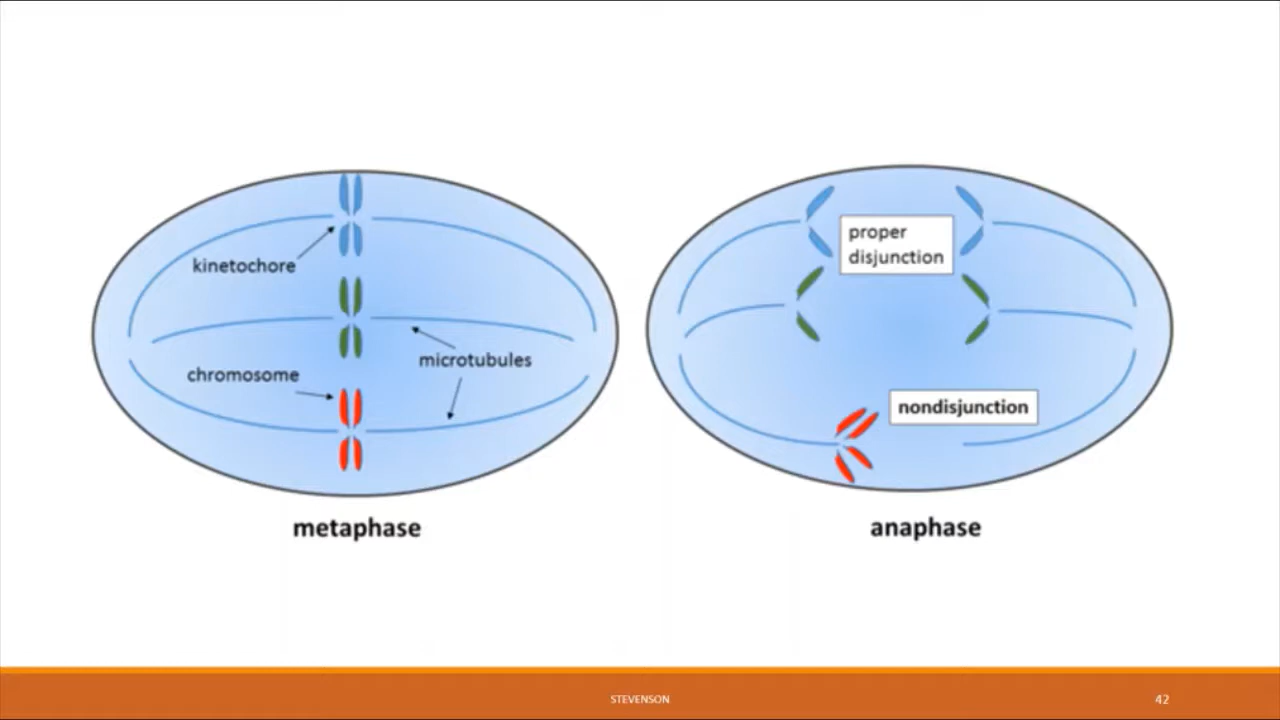 kinetochore
chromosome
microtubules
metaphase
proper
disjunction
nondisjunction
anaphase
STEVENSON
42